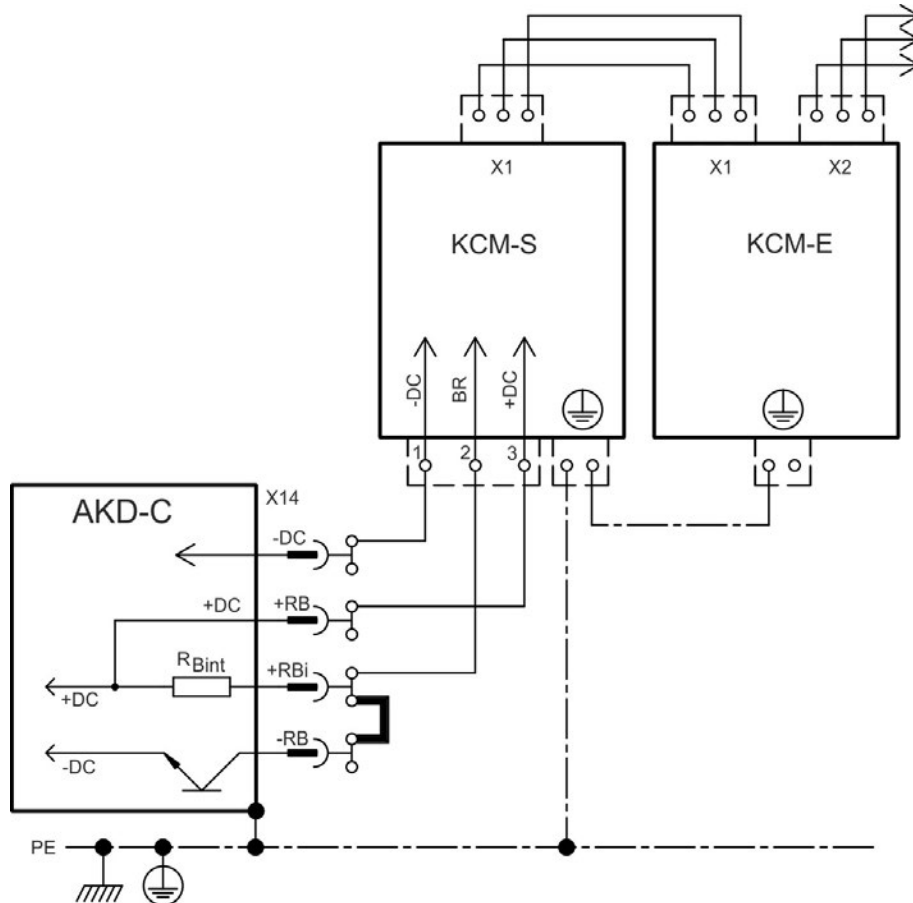 X1
X1
X2
KCM-S
KCM-E
-DC
BR
+DC
1
2
3
AKD-C
X14
-DC
+DC
+RB
RBint
+RBi
+DC
-RB
-DC
PE